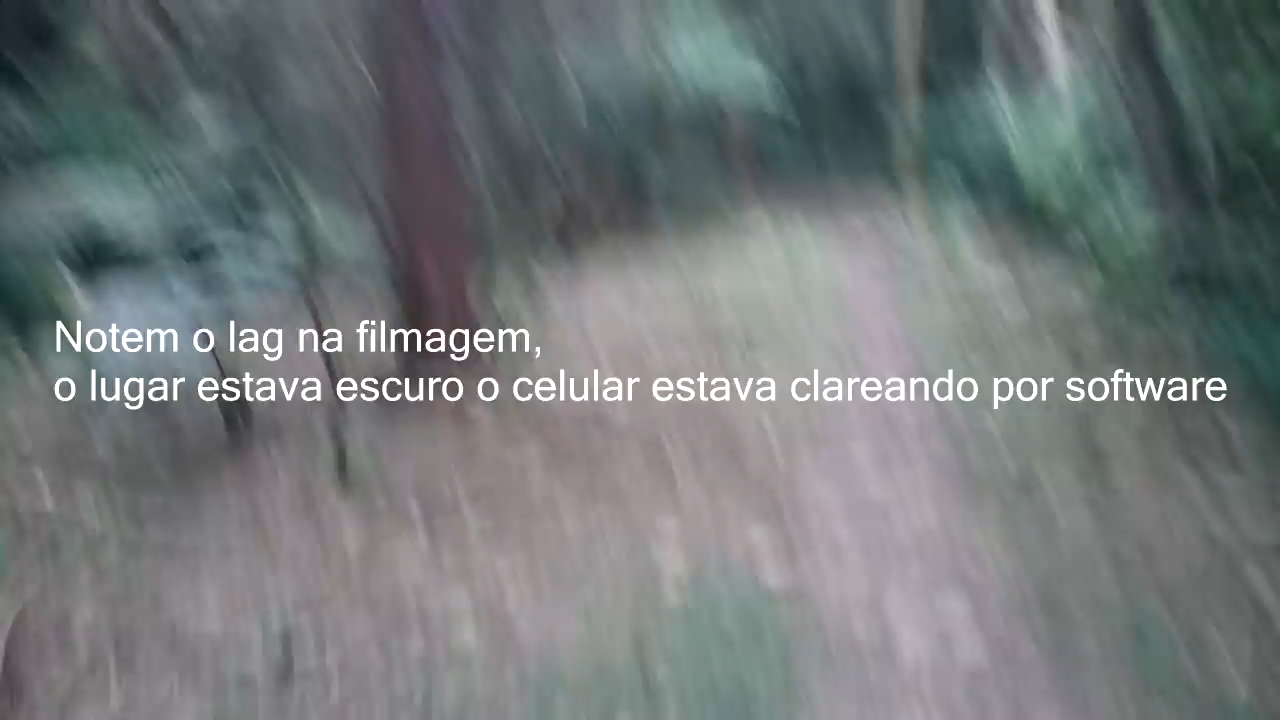 Notem o lag na filmagem,
o lugar estava escuro o celular estava clareando por software